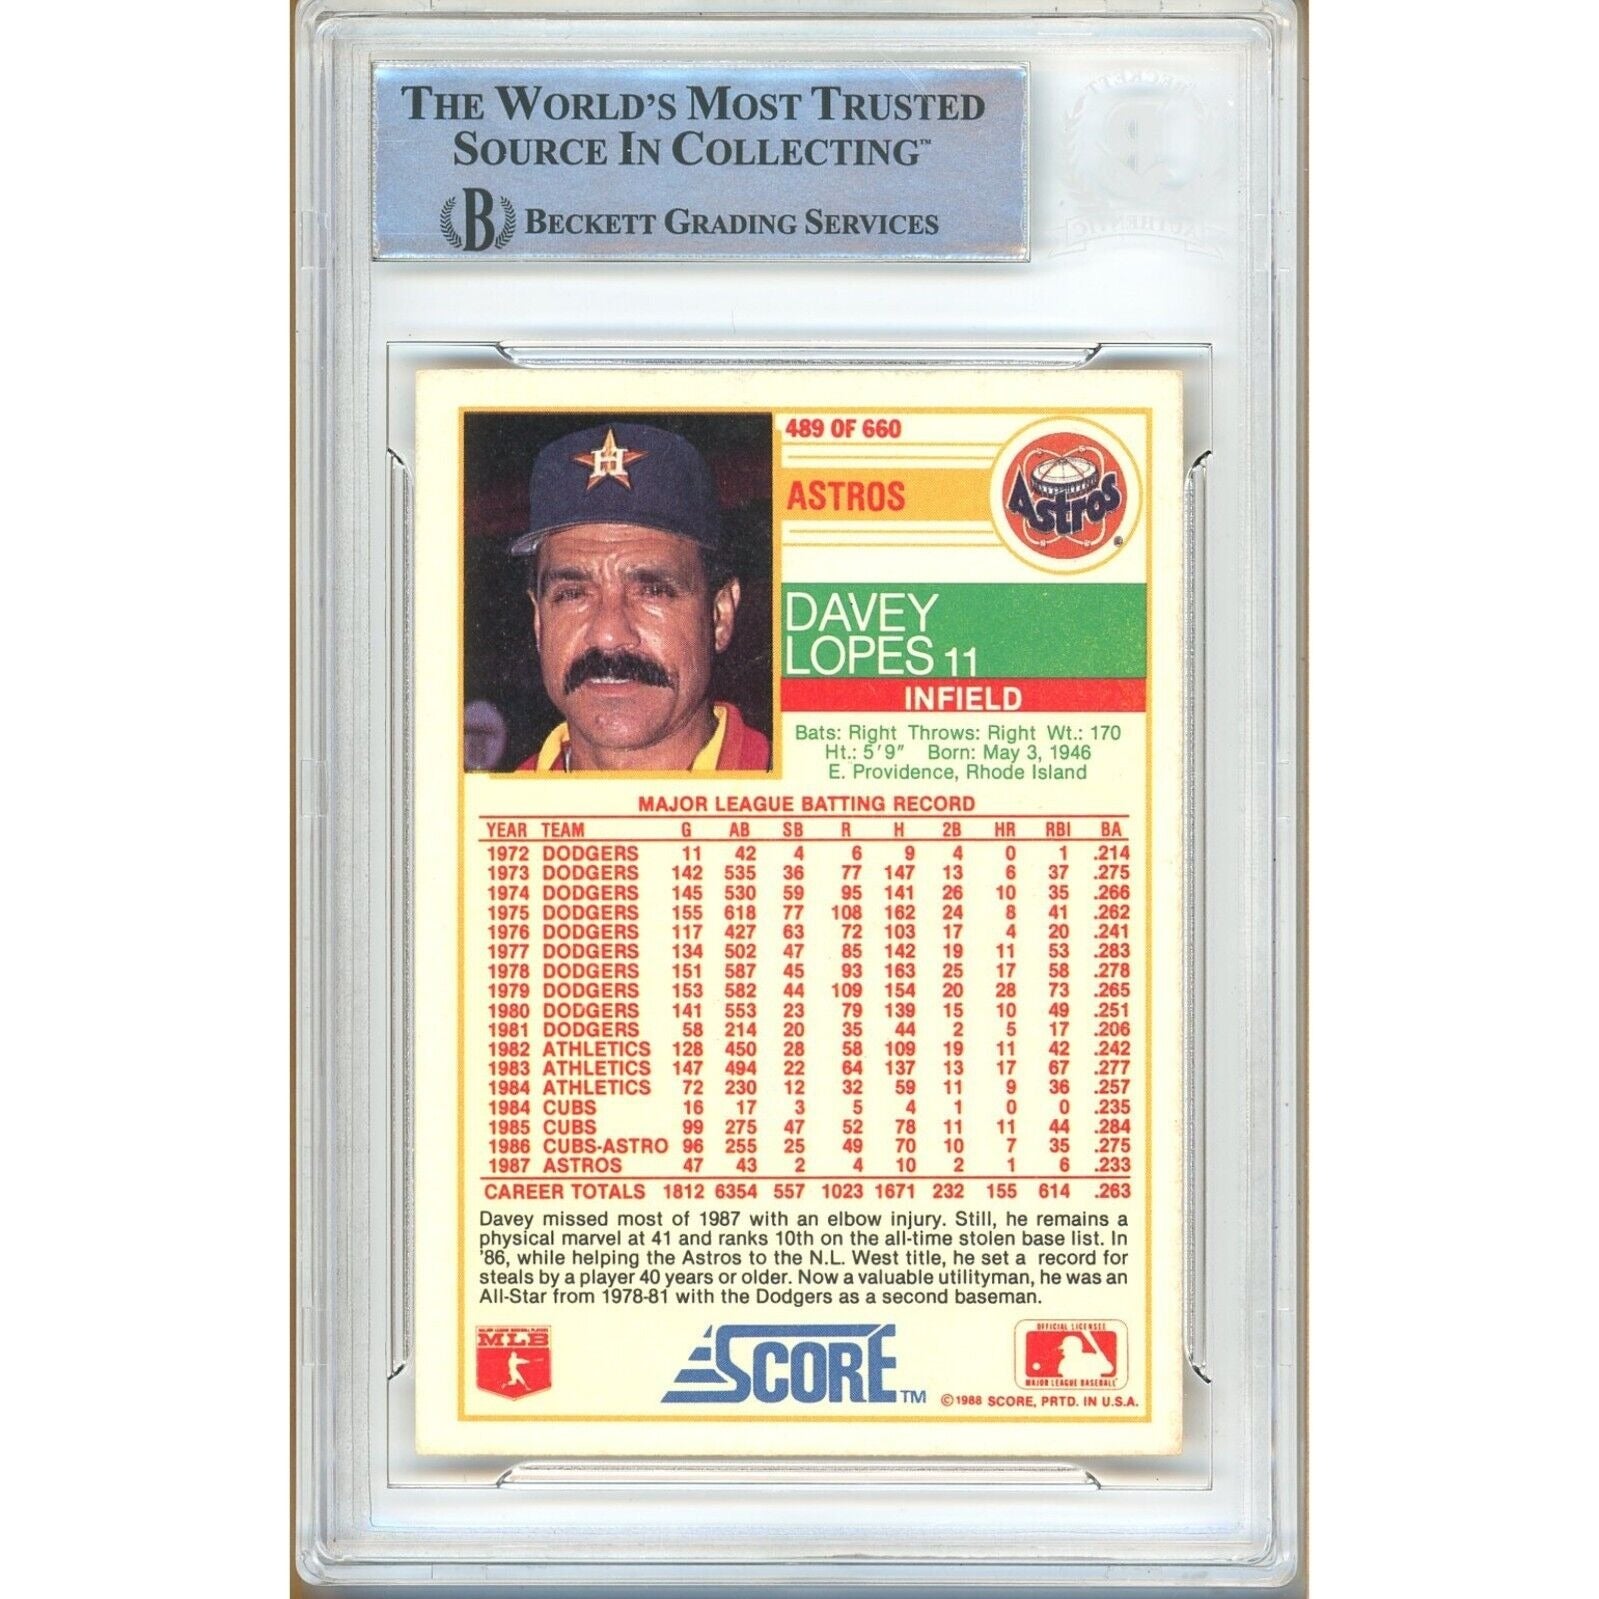 THE WORLD'S MOST TRUSTED
SOURCE IN COLLECTING™
B BECKETT GRADING SERVICES
489 OF 660
ASTROS
Astros
H
DAVEY
LOPES 11
INFIELD
Bats: Right Throws: Right Wt.: 170
Ht.: 5'9" Born: May 3, 1946
E. Providence, Rhode Island
MAJOR LEAGUE BATTING RECORD
YEAR TEAM G AB SB R H 2B HR RBI BA
1972 DODGERS 11 42 4 6 9 4 0 1 .214
1973 DODGERS 142 535 36 77 147 13 6 37 .275
1974 DODGERS 145 530 59 95 141 26 10 35 .266
1975 DODGERS 155 618 77 108 162 24 8 41 .262
1976 DODGERS 117 427 63 72 103 17 4 20 .241
1977 DODGERS 134 502 47 85 142 19 11 53 .283
1978 DODGERS 151 587 45 93 163 25 17 58 .278
1979 DODGERS 153 582 44 109 154 20 28 73 .265
1980 DODGERS 141 553 23 79 139 15 10 49 .251
1981 DODGERS 58 214 20 35 44 2 5 17 .206
1982 ATHLETICS 128 450 28 58 109 19 11 42 .242
1983 ATHLETICS 147 494 22 64 137 13 17 67 .277
1984 ATHLETICS 72 230 12 32 59 11 9 36 .257
1984 CUBS 16 17 3 5 4 1 0 0 .235
1985 CUBS 99 275 47 52 78 11 11 44 .284
1986 CUBS-ASTRO 96 255 25 49 70 10 7 35 .275
1987 ASTROS 47 43 2 4 10 2 1 6 .233
CAREER TOTALS 1812 6354 557 1023 1671 232 155 614 .263
Davey missed most of 1987 with an elbow injury. Still, he remains a
physical marvel at 41 and ranks 10th on the all-time stolen base list. In
'86, while helping the Astros to the N.L. West title, he set a record for
steals by a player 40 years or older. Now a valuable utilityman, he was an
All-Star from 1978-81 with the Dodgers as a second baseman.
MAJOR LEAGUE BASEBALL PLAYERS
MLB
SCORE™
OFFICIAL LICENSEE
MAJOR LEAGUE BASEBALL
©1988 SCORE, PRTD. IN U.S.A.